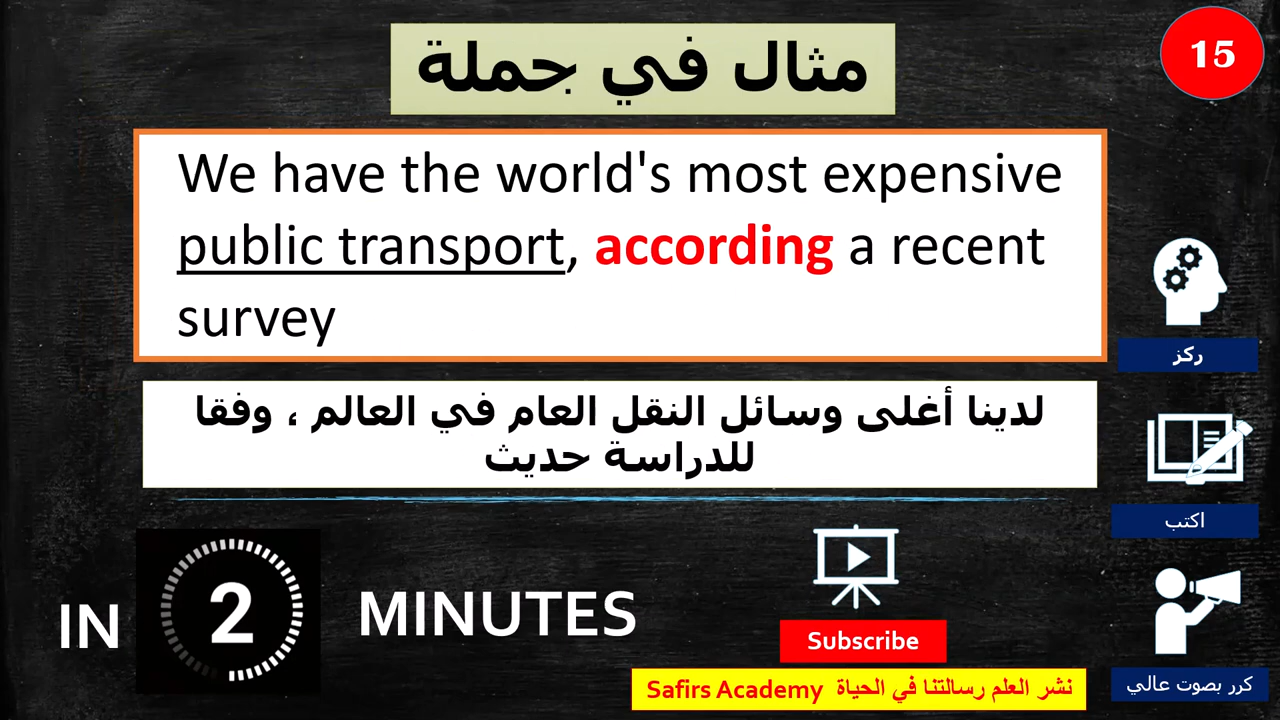 مثال في جملة
15
We have the world's most expensive
public transport, according a recent
survey
لدينا أغلى وسائل النقل العام في العالم ، وفقا
للدراسة حديث
ركز
اكتب
كرر بصوت عالي
IN 2 MINUTES
Subscribe
Safirs Academy نشر العلم رسالتنا في الحياة